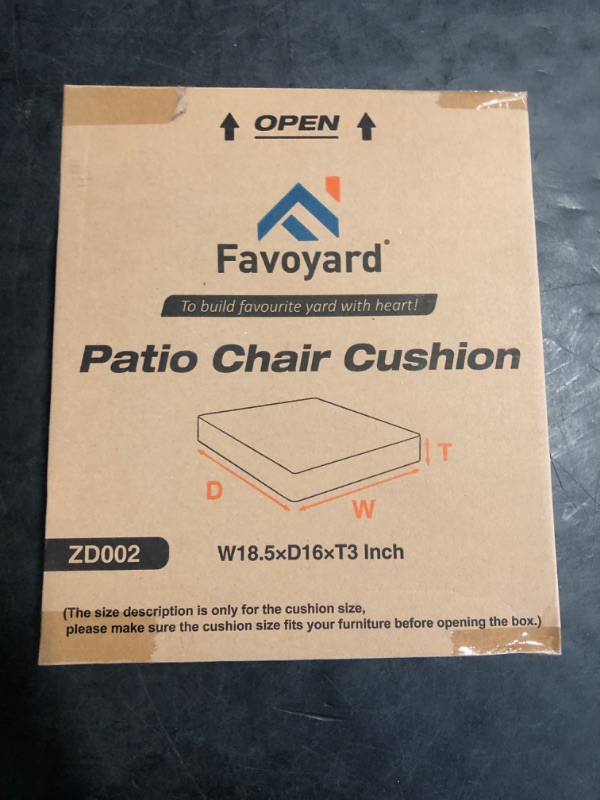 OPEN
Favoyard
To build favourite yard with heart!
Patio Chair Cushion
T
D
W
ZD002
W18.5×D16×T3 Inch
(The size description is only for the cushion size,
please make sure the cushion size fits your furniture before opening the box.)